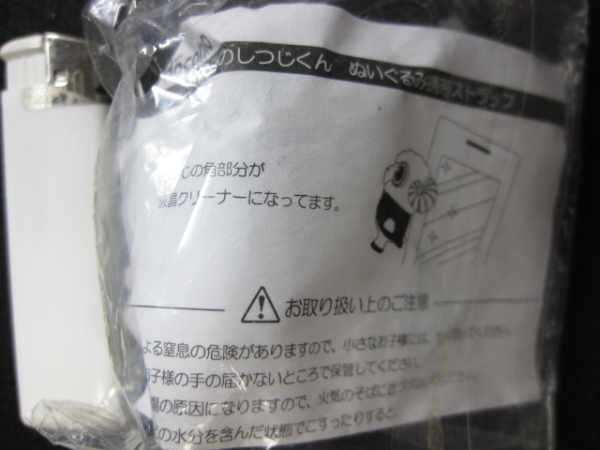 のしつじくん ぬいぐるみ携帯ストラップ
の角部分が
液晶クリーナーになってます。
お取り扱い上のご注意
よる窒息の危険がありますので、小さなお子様には、
お子様の手の届かないところで保管してください。
傷の原因になりますので、火気のそばに
の水分を含んだ状態でこすったりすると、